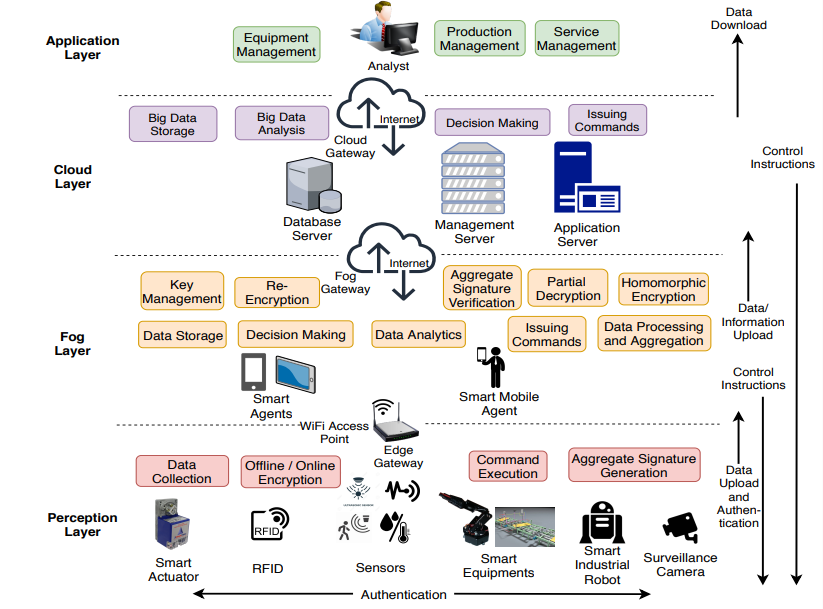 Application
Layer
Equipment
Management
Analyst
Production
Management
Service
Management
Data
Download
Big Data
Storage
Big Data
Analysis
Internet
Cloud
Gateway
Decision Making
Issuing
Commands
Control
Instructions
Cloud
Layer
Database
Server
Management
Server
Application
Server
Internet
Fog
Gateway
Key
Management
Re-
Encryption
Aggregate
Signature
Verification
Partial
Decryption
Homomorphic
Encryption
Data/
Information
Upload
Fog
Layer
Data Storage
Decision Making
Data Analytics
Issuing
Commands
Data Processing
and Aggregation
Control
Instructions
Smart
Agents
Smart Mobile
Agent
WiFi Access
Point
Edge
Gateway
Data
Collection
Offline / Online
Encryption
Command
Execution
Aggregate Signature
Generation
Data
Upload
and
Authen-
tication
Perception
Layer
RFID
Smart
Actuator
RFID
Sensors
Smart
Equipments
Smart
Industrial
Robot
Surveillance
Camera
Authentication